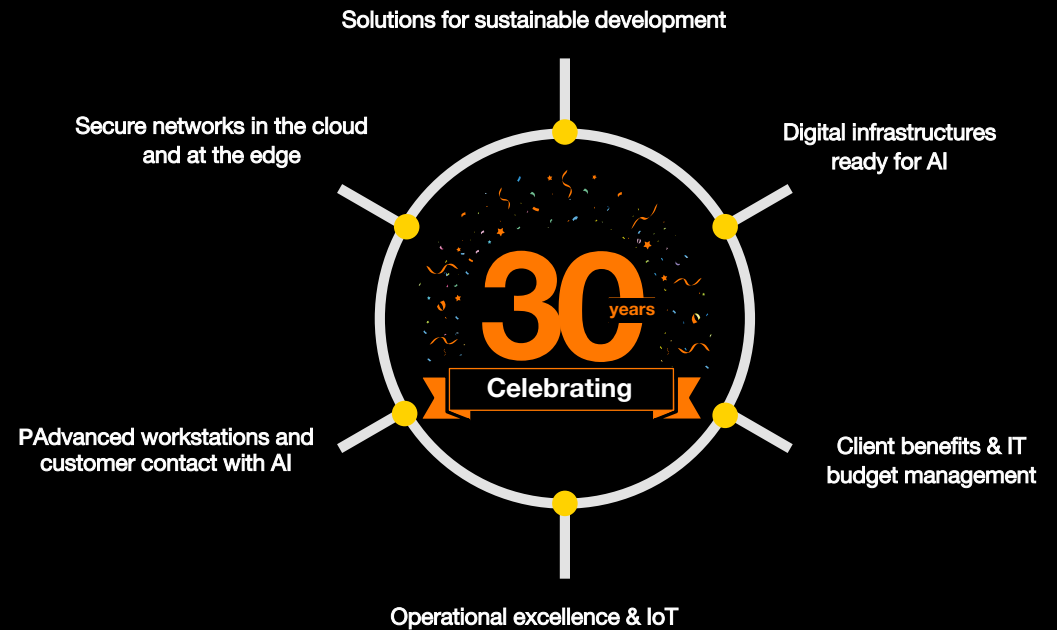 Solutions for sustainable development
Secure networks in the cloud
and at the edge
Digital infrastructures
ready for AI
30
years
Celebrating
PAdvanced workstations and
customer contact with AI
Client benefits & IT
budget management
Operational excellence & IoT